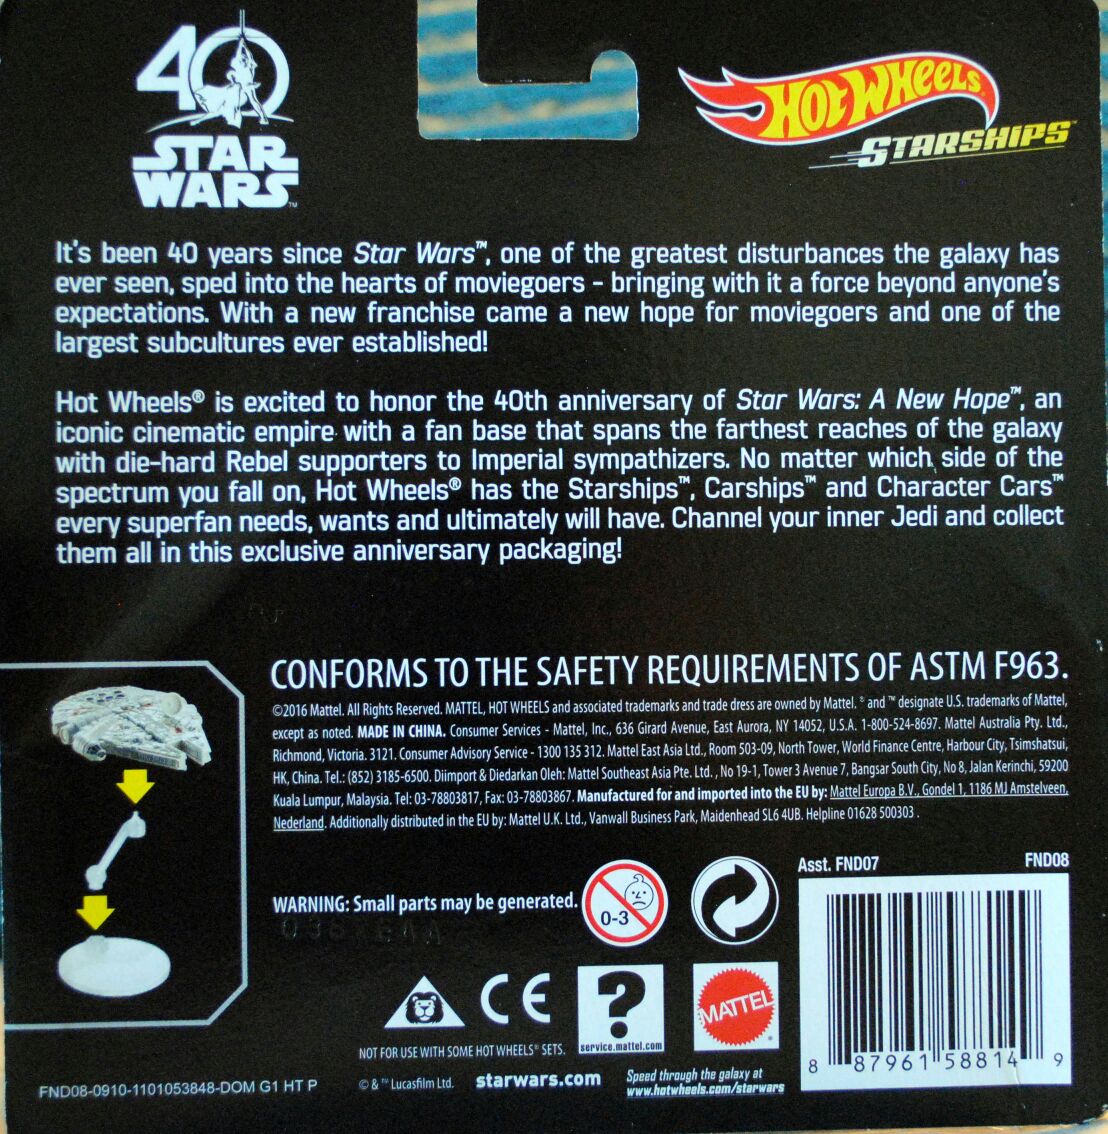 40
STAR
WARS™
HOT WHEELS
STARSHIPS™
It's been 40 years since Star Wars™, one of the greatest disturbances the galaxy has
ever seen, sped into the hearts of moviegoers – bringing with it a force beyond anyone's
expectations. With a new franchise came a new hope for moviegoers and one of the
largest subcultures ever established!
Hot Wheels® is excited to honor the 40th anniversary of Star Wars: A New Hope™, an
iconic cinematic empire with a fan base that spans the farthest reaches of the galaxy
with die-hard Rebel supporters to Imperial sympathizers. No matter which side of the
spectrum you fall on, Hot Wheels® has the Starships™, Carships™ and Character Cars™
every superfan needs, wants and ultimately will have. Channel your inner Jedi and collect
them all in this exclusive anniversary packaging!
CONFORMS TO THE SAFETY REQUIREMENTS OF ASTM F963.
©2016 Mattel. All Rights Reserved. MATTEL, HOT WHEELS and associated trademarks and trade dress are owned by Mattel. ® and ™ designate U.S. trademarks of Mattel,
except as noted. MADE IN CHINA. Consumer Services - Mattel, Inc., 636 Girard Avenue, East Aurora, NY 14052, U.S.A. 1-800-524-8697. Mattel Australia Pty. Ltd.,
Richmond, Victoria. 3121. Consumer Advisory Service - 1300 135 312. Mattel East Asia Ltd., Room 503-09, North Tower, World Finance Centre, Harbour City, Tsimshatsui,
HK, China. Tel.: (852) 3185-6500. Diimport & Diedarkan Oleh: Mattel Southeast Asia Pte. Ltd. , No 19-1, Tower 3 Avenue 7, Bangsar South City, No 8, Jalan Kerinchi, 59200
Kuala Lumpur, Malaysia. Tel: 03-78803817, Fax: 03-78803867. Manufactured for and imported into the EU by: Mattel Europa B.V., Gondel 1, 1186 MJ Amstelveen,
Nederland. Additionally distributed in the EU by: Mattel U.K. Ltd., Vanwall Business Park, Maidenhead SL6 4UB. Helpline 01628 500303 .
Asst. FND07 FND08
WARNING: Small parts may be generated.
0-3
CE
?
service.mattel.com
MATTEL
®
NOT FOR USE WITH SOME HOT WHEELS® SETS.
8 87961 58814 9
FND08-0910-1101053848-DOM G1 HT P
© & ™ Lucasfilm Ltd. starwars.com
Speed through the galaxy at
www.hotwheels.com/starwars